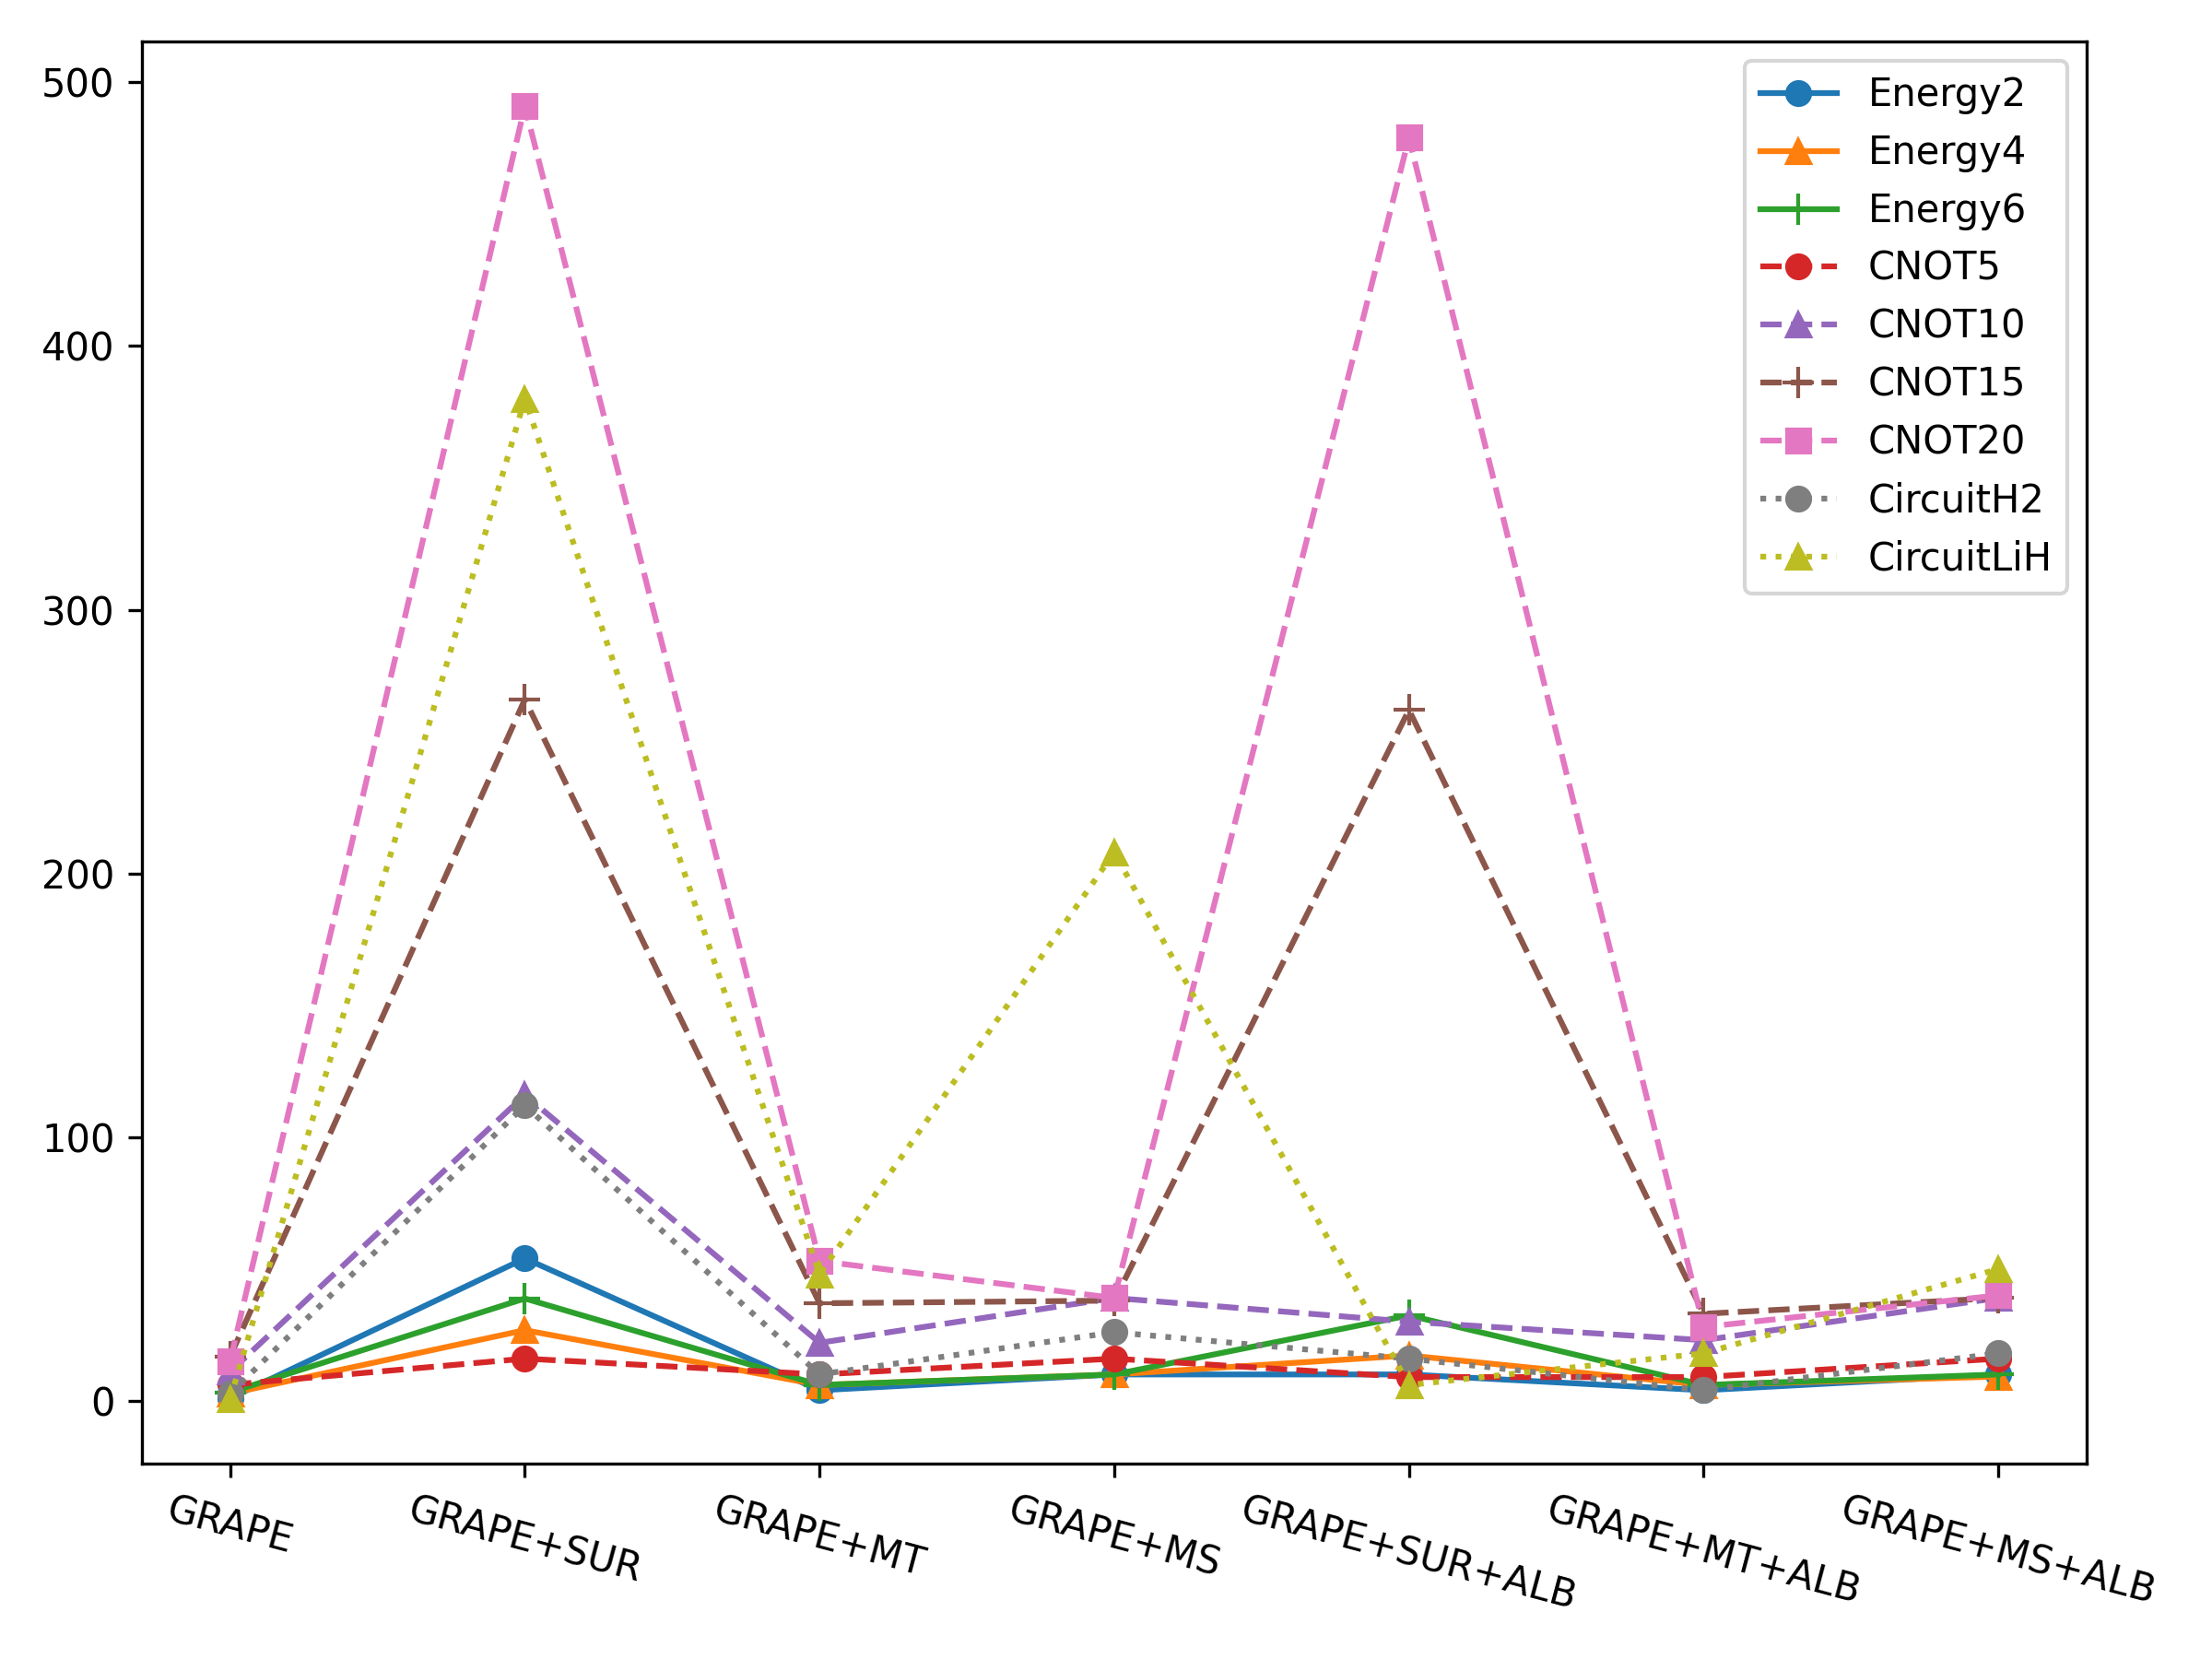 500
400
300
200
100
0
Energy2
Energy4
Energy6
CNOT5
CNOT10
CNOT15
CNOT20
CircuitH2
CircuitLiH
GRAPE
GRAPE+SUR
GRAPE+MT
GRAPE+MS
GRAPE+SUR+ALB
GRAPE+MT+ALB
GRAPE+MS+ALB